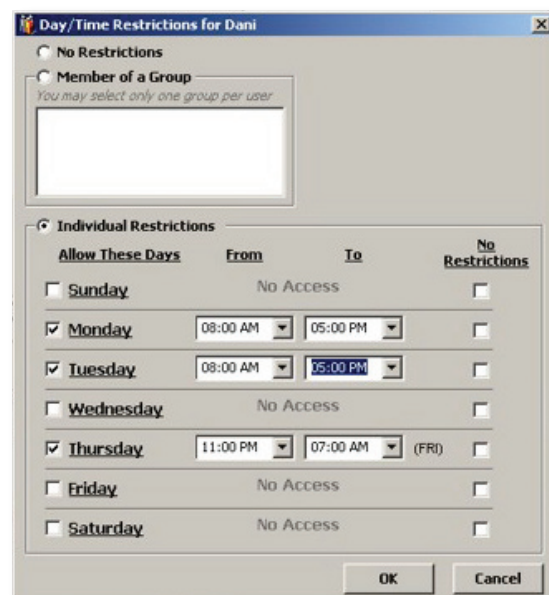 Day/Time Restrictions for Dani
No Restrictions
Member of a Group
You may select only one group per user
Individual Restrictions
Allow These Days From To No Restrictions
Sunday No Access
Monday 08:00 AM 05:00 PM
Tuesday 08:00 AM 05:00 PM
Wednesday No Access
Thursday 11:00 PM 07:00 AM (FRI)
Friday No Access
Saturday No Access
OK Cancel